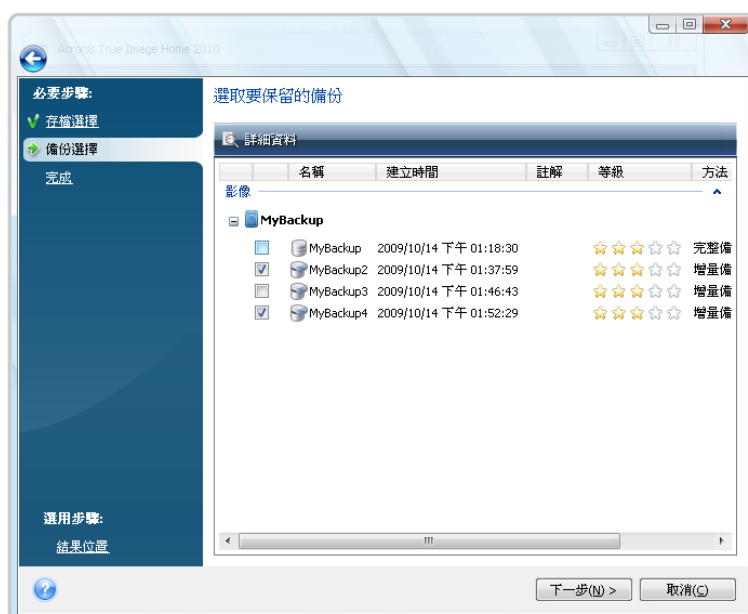 Acronis True Image Home 2010
必要步驟:
存檔選擇
備份選擇
完成
選用步驟:
結果位置
選取要保留的備份
詳細資料
名稱 建立時間 註解 等級 方法
影像
MyBackup
MyBackup 2009/10/14 下午 01:18:30 完整備
MyBackup2 2009/10/14 下午 01:37:59 增量備
MyBackup3 2009/10/14 下午 01:46:43 增量備
MyBackup4 2009/10/14 下午 01:52:29 增量備
下一步(N) >
取消(C)